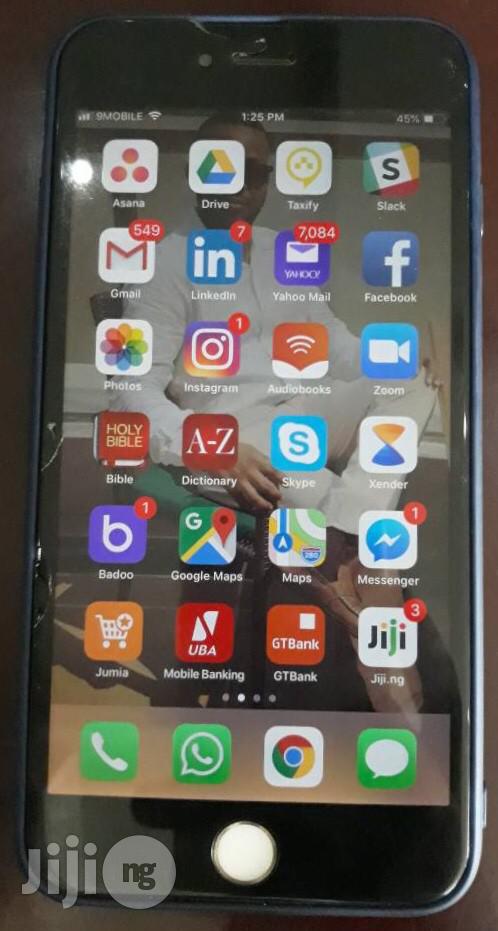 9MOBILE 1:25 PM 45%
Asana Drive Taxify Slack
549 7 7,084
YAHOO!
Gmail LinkedIn Yahoo Mail Facebook
1
Photos Instagram Audiobooks Zoom
HOLY BIBLE A-Z S
Bible Dictionary Skype Xender
1 G 280 1
Badoo Google Maps Maps Messenger
3
UBA GTBank Jiji
Jumia Mobile Banking GTBank Jiji.ng
Jiji ng